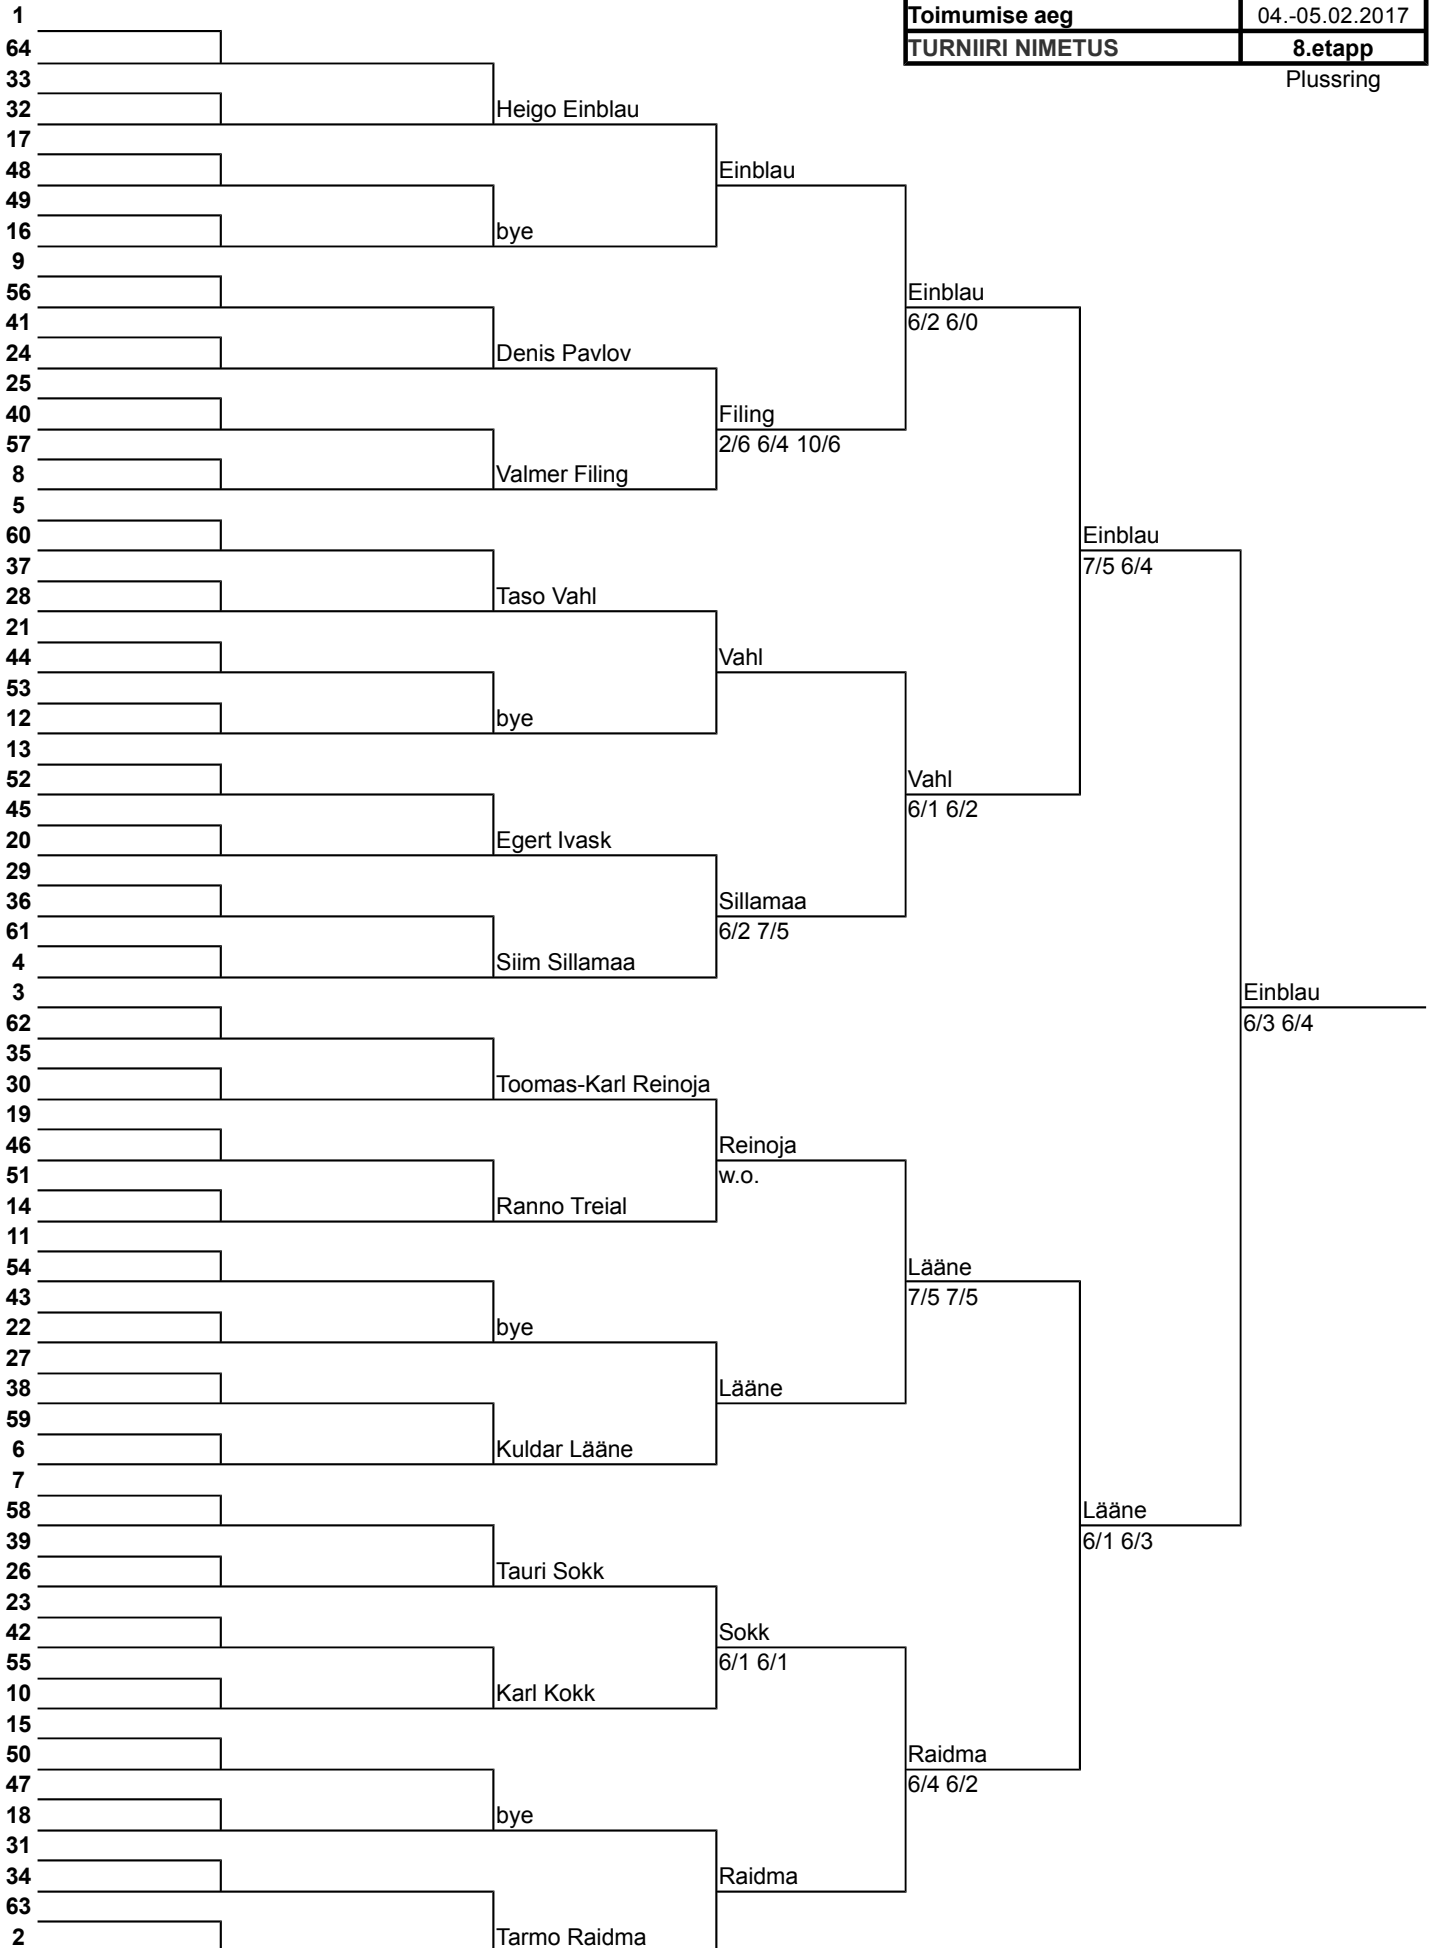 1
Toimumise aeg 04.-05.02.2017
64
TURNIIRI NIMETUS 8.etapp
33
Plussring
32 Heigo Einblau
17
48 Einblau
49
16 bye
9
56 Einblau
41 6/2 6/0
24 Denis Pavlov
25
40 Filing
57 2/6 6/4 10/6
8 Valmer Filing
5
60 Einblau
37 7/5 6/4
28 Taso Vahl
21
44 Vahl
53
12 bye
13
52 Vahl
45 6/1 6/2
20 Egert Ivask
29
36 Sillamaa
61 6/2 7/5
4 Siim Sillamaa
3 Einblau
62 6/3 6/4
35
30 Toomas-Karl Reinoja
19
46 Reinoja
51 w.o.
14 Ranno Treial
11
54 Lääne
43 7/5 7/5
22 bye
27
38 Lääne
59
6 Kuldar Lääne
7
58 Lääne
39 6/1 6/3
26 Tauri Sokk
23
42 Sokk
55 6/1 6/1
10 Karl Kokk
15
50 Raidma
47 6/4 6/2
18 bye
31
34 Raidma
63
2 Tarmo Raidma